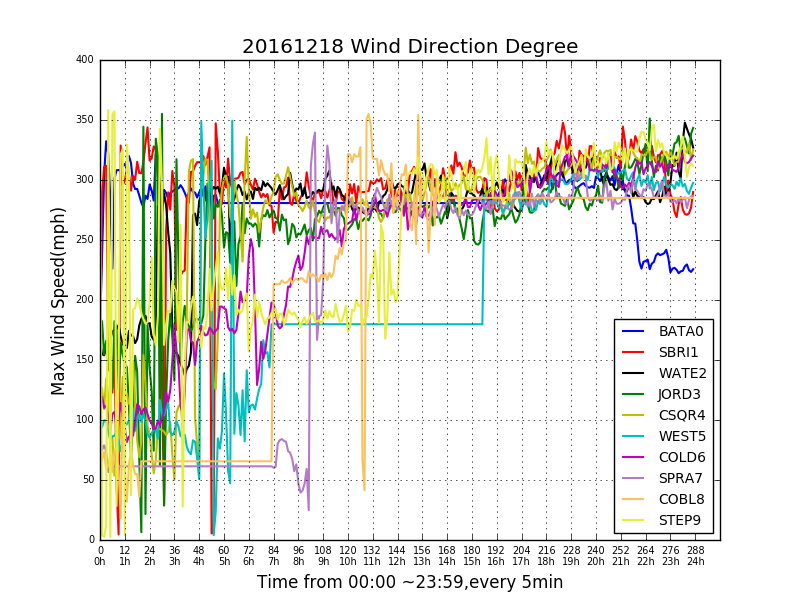 20161218 Wind Direction Degree
400
350
300
250
200
150
100
50
0
Max Wind Speed(mph)
BATA0
SBRI1
WATE2
JORD3
CSQR4
WEST5
COLD6
SPRA7
COBL8
STEP9
0 12 24 36 48 60 72 84 96 108 120 132 144 156 168 180 192 204 216 228 240 252 264 276 288
0h 1h 2h 3h 4h 5h 6h 7h 8h 9h 10h 11h 12h 13h 14h 15h 16h 17h 18h 19h 20h 21h 22h 23h 24h
Time from 00:00 ~23:59,every 5min